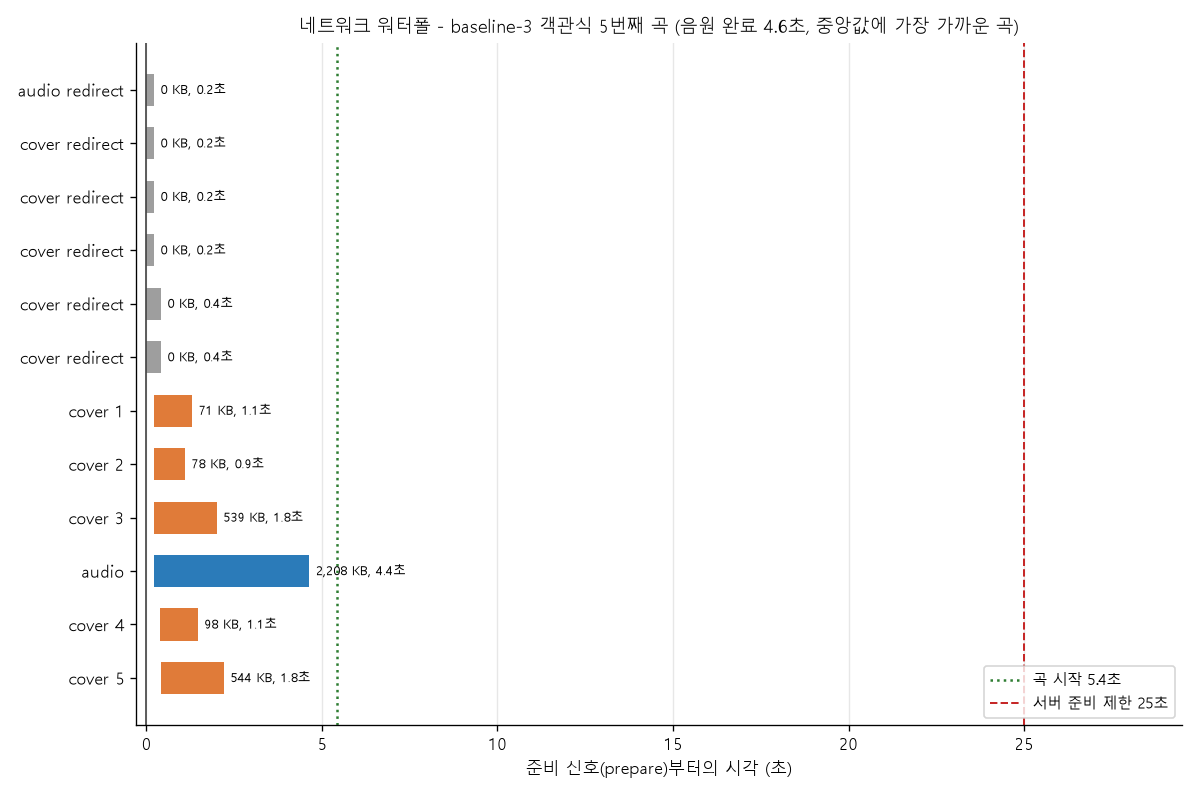 네트워크 워터폴 - baseline-3 객관식 5번째 곡 (음원 완료 4.6초, 중앙값에 가장 가까운 곡)
audio redirect
0 KB, 0.2초
cover redirect
0 KB, 0.2초
cover redirect
0 KB, 0.2초
cover redirect
0 KB, 0.2초
cover redirect
0 KB, 0.4초
cover redirect
0 KB, 0.4초
cover 1
71 KB, 1.1초
cover 2
78 KB, 0.9초
cover 3
539 KB, 1.8초
audio
2,208 KB, 4.4초
cover 4
98 KB, 1.1초
cover 5
544 KB, 1.8초
곡 시작 5.4초
서버 준비 제한 25초
0 5 10 15 20 25
준비 신호(prepare)부터의 시각 (초)